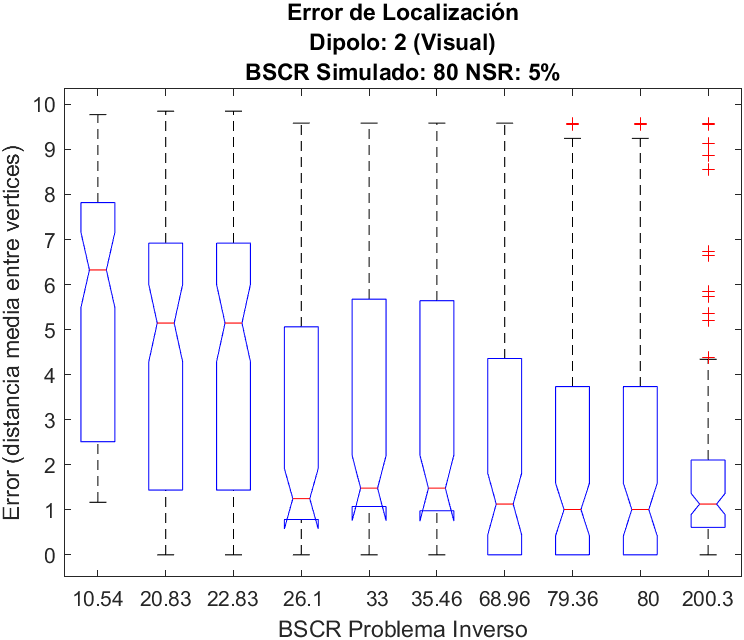 Error de Localización
Dipolo: 2 (Visual)
BSCR Simulado: 80 NSR: 5%
Error (distancia media entre vertices)
10
9
8
7
6
5
4
3
2
1
0
10.54 20.83 22.83 26.1 33 35.46 68.96 79.36 80 200.3
BSCR Problema Inverso